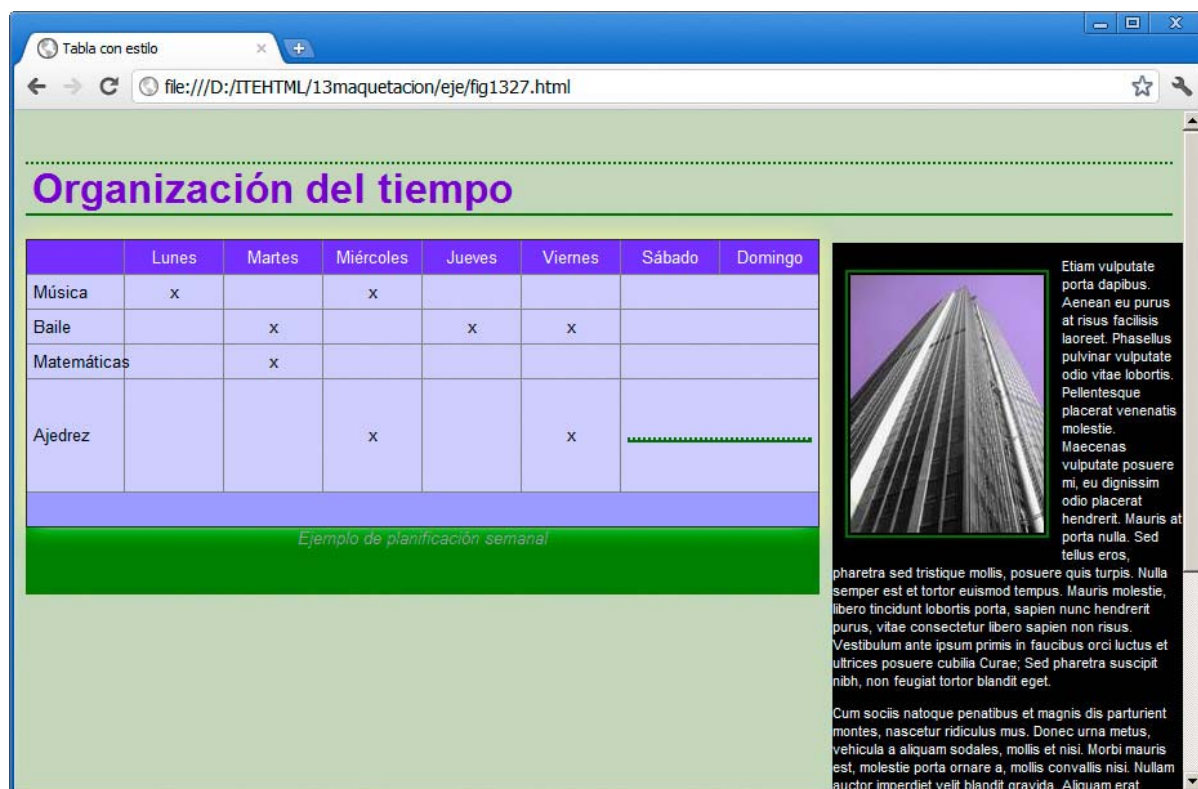 Tabla con estilo
file:///D:/ITEHTML/13maquetacion/eje/fig1327.html
Organización del tiempo
Lunes Martes Miércoles Jueves Viernes Sábado Domingo
Música x x
Baile x x x
Matemáticas x
Ajedrez x x
Ejemplo de planificación semanal
Etiam vulputate
porta dapibus.
Aenean eu purus
at risus facilisis
laoreet. Phasellus
pulvinar vulputate
odio vitae lobortis.
Pellentesque
placerat venenatis
molestie.
Maecenas
vulputate posuere
mi, eu dignissim
odio placerat
hendrerit. Mauris at
porta nulla. Sed
tellus eros,
pharetra sed tristique mollis, posuere quis turpis. Nulla
semper est et tortor euismod tempus. Mauris molestie,
libero tincidunt lobortis porta, sapien nunc hendrerit
purus, vitae consectetur libero sapien non risus.
Vestibulum ante ipsum primis in faucibus orci luctus et
ultrices posuere cubilia Curae; Sed pharetra suscipit
nibh, non feugiat tortor blandit eget.
Cum sociis natoque penatibus et magnis dis parturient
montes, nascetur ridiculus mus. Donec urna metus,
vehicula a aliquam sodales, mollis et nisi. Morbi mauris
est, molestie porta ornare a, mollis convallis nisi. Nullam
auctor imperdiet velit blandit gravida. Aliquam erat